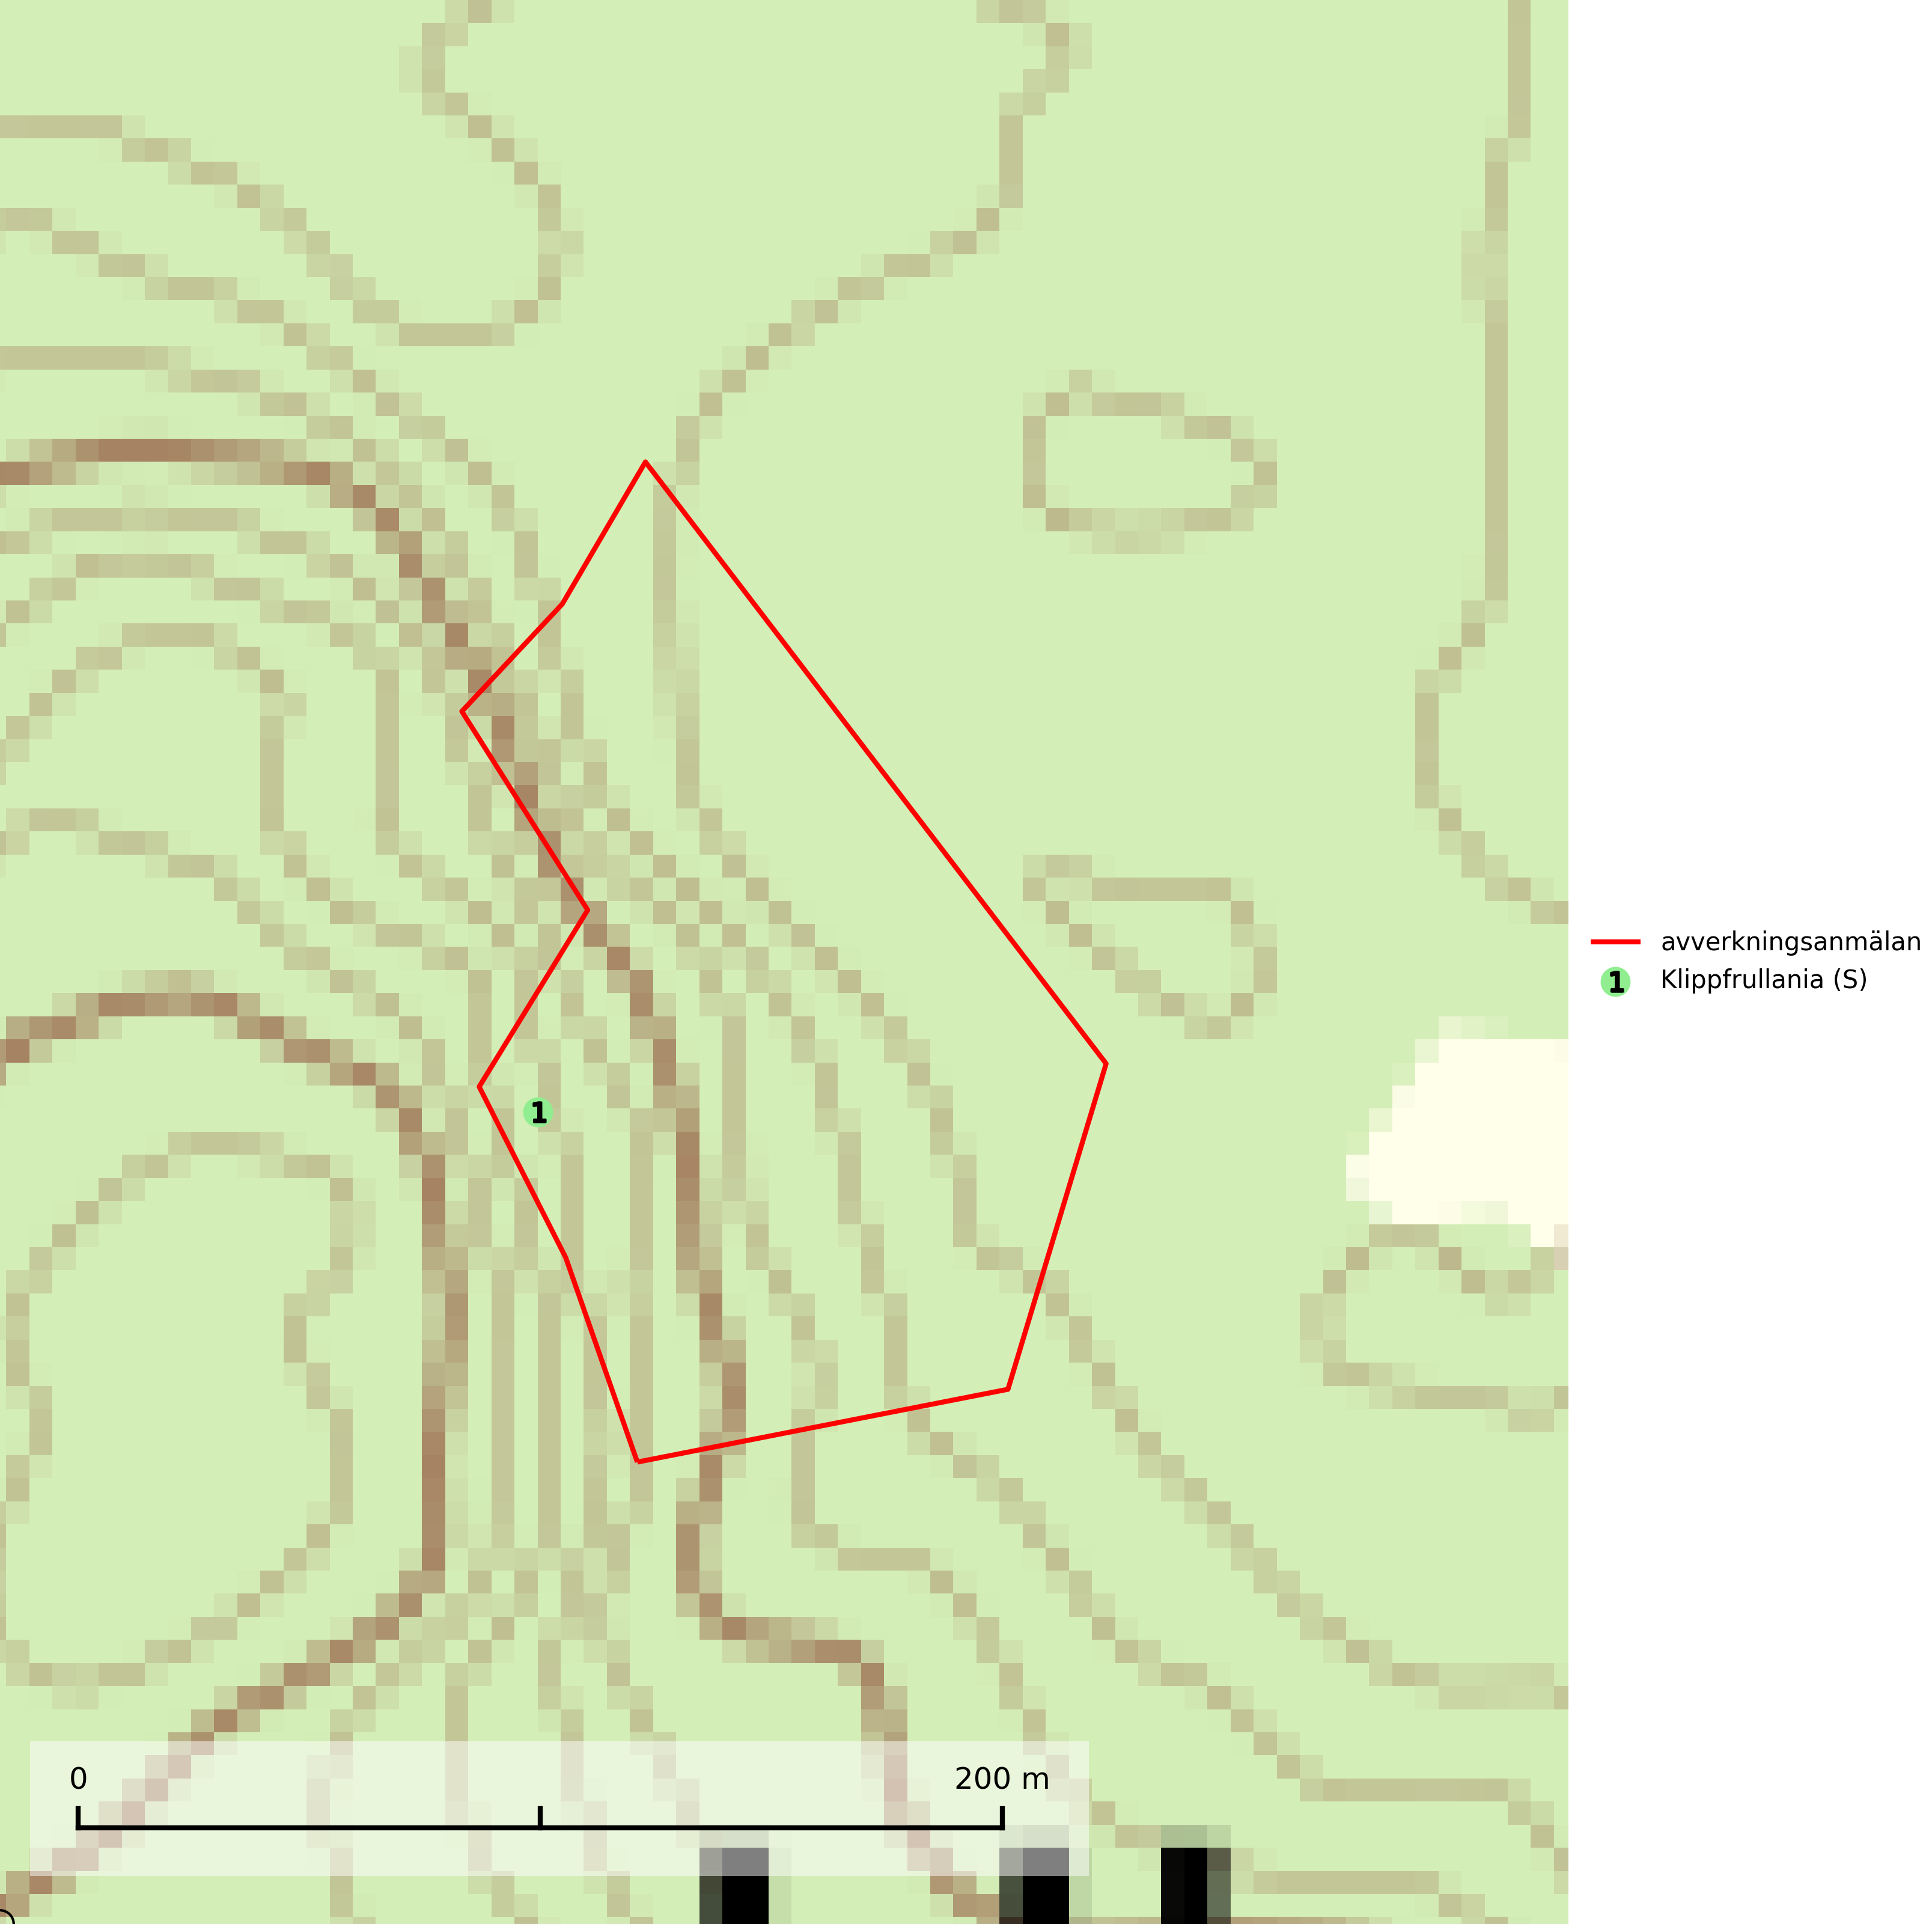 avverkningsanmälan
1 Klippfrullania (S)
1
0 200 m